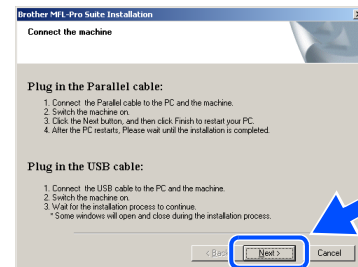 Brother MFL-Pro Suite Installation
Connect the machine
Plug in the Parallel cable:
1. Connect the Parallel cable to the PC and the machine.
2. Switch the machine on.
3. Click the Next button, and then click Finish to restart your PC.
4. After the PC restarts, Please wait until the installation is completed.
Plug in the USB cable:
1. Connect the USB cable to the PC and the machine.
2. Switch the machine on.
3. Wait for the installation process to continue.
* Some windows will open and close during the installation process.
< Back Next > Cancel